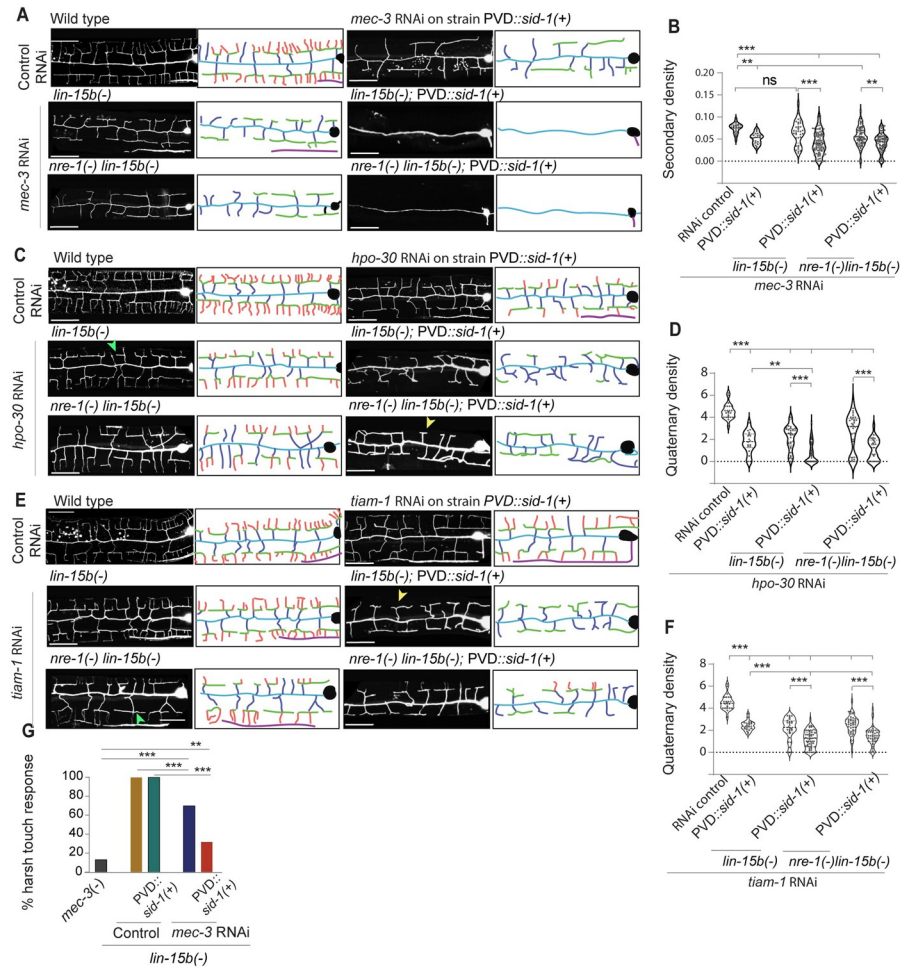 A
Wild type
mec-3 RNAi on strain PVD::sid-1(+)
Control
RNAi
lin-15b(-)
lin-15b(-); PVD::sid-1(+)
nre-1(-) lin-15b(-)
nre-1(-) lin-15b(-); PVD::sid-1(+)
mec-3 RNAi
B
Secondary density
0.20
0.15
0.10
0.05
0.00
***
**
ns
***
**
RNAi control
PVD::sid-1(+)
PVD::sid-1(+)
PVD::sid-1(+)
lin-15b(-)
nre-1(-)lin-15b(-)
mec-3 RNAi
C
Wild type
hpo-30 RNAi on strain PVD::sid-1(+)
Control
RNAi
lin-15b(-)
lin-15b(-); PVD::sid-1(+)
nre-1(-) lin-15b(-)
nre-1(-) lin-15b(-); PVD::sid-1(+)
hpo-30 RNAi
D
Quaternary density
8
6
4
2
0
***
**
***
***
RNAi control
PVD::sid-1(+)
PVD::sid-1(+)
PVD::sid-1(+)
lin-15b(-)
nre-1(-)lin-15b(-)
hpo-30 RNAi
E
Wild type
tiam-1 RNAi on strain PVD::sid-1(+)
Control
RNAi
lin-15b(-)
lin-15b(-); PVD::sid-1(+)
nre-1(-) lin-15b(-)
nre-1(-) lin-15b(-); PVD::sid-1(+)
tiam-1 RNAi
F
Quaternary density
8
6
4
2
0
***
***
***
***
RNAi control
PVD::sid-1(+)
PVD::sid-1(+)
PVD::sid-1(+)
lin-15b(-)
nre-1(-)lin-15b(-)
tiam-1 RNAi
G
% harsh touch response
100
80
60
40
20
0
**
***
***
***
mec-3(-)
PVD::
sid-1(+)
PVD::
sid-1(+)
Control
mec-3 RNAi
lin-15b(-)